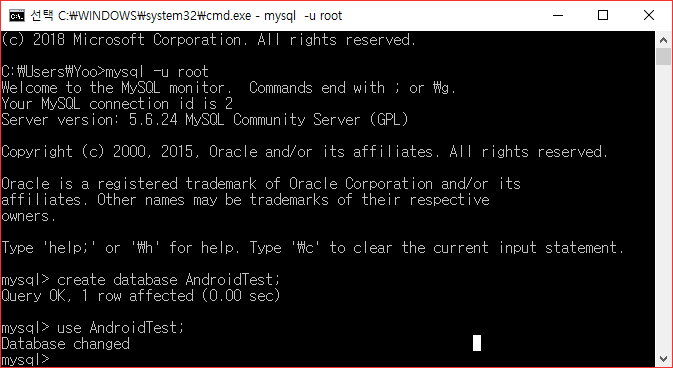 선택 C:₩WINDOWS₩system32₩cmd.exe - mysql  -u root
(c) 2018 Microsoft Corporation. All rights reserved.
C:₩Users₩Yoo>mysql -u root
Welcome to the MySQL monitor.  Commands end with ; or ₩g.
Your MySQL connection id is 2
Server version: 5.6.24 MySQL Community Server (GPL)
Copyright (c) 2000, 2015, Oracle and/or its affiliates. All rights reserved.
Oracle is a registered trademark of Oracle Corporation and/or its
affiliates. Other names may be trademarks of their respective
owners.
Type 'help;' or '₩h' for help. Type '₩c' to clear the current input statement.
mysql> create database AndroidTest;
Query OK, 1 row affected (0.00 sec)
mysql> use AndroidTest;
Database changed
mysql>